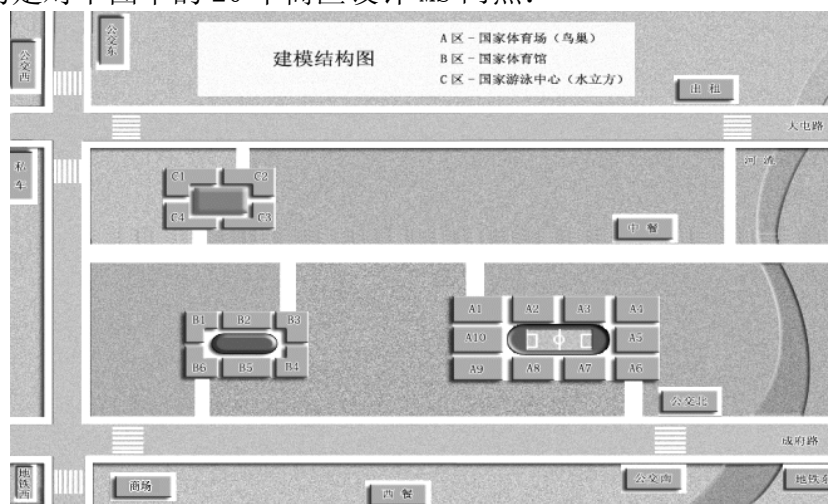 公交东
公交西
建模结构图
A 区－国家体育场（鸟巢）
B 区－国家体育馆
C 区－国家游泳中心（水立方）
出 租
大屯路
私车
河 流
C1
C2
C4
C3
中 餐
B1
B2
B3
B6
B5
B4
A1
A2
A3
A4
A10
A5
A9
A8
A7
A6
公交北
成府路
地铁西
商场
西 餐
公交南
地铁东